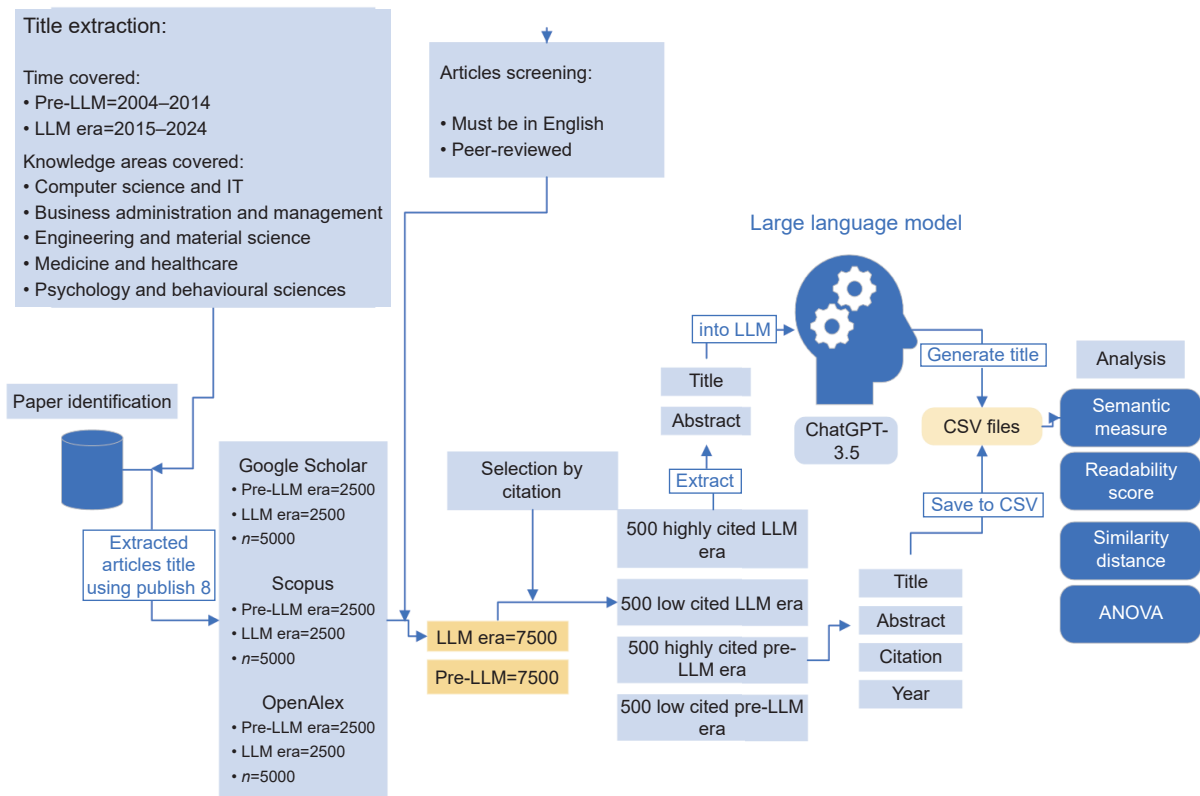 Title extraction:
Time covered:
• Pre-LLM=2004–2014
• LLM era=2015–2024
Knowledge areas covered:
• Computer science and IT
• Business administration and management
• Engineering and material science
• Medicine and healthcare
• Psychology and behavioural sciences
Articles screening:
• Must be in English
• Peer-reviewed
Paper identification
Extracted
articles title
using publish 8
Google Scholar
• Pre-LLM era=2500
• LLM era=2500
• n=5000
Scopus
• Pre-LLM era=2500
• LLM era=2500
• n=5000
OpenAlex
• Pre-LLM era=2500
• LLM era=2500
• n=5000
LLM era=7500
Pre-LLM=7500
Selection by
citation
500 highly cited LLM
era
500 low cited LLM era
500 highly cited pre-
LLM era
500 low cited pre-LLM
era
Extract
Abstract
Title
into LLM
Large language model
ChatGPT-
3.5
Generate title
CSV files
Save to CSV
Title
Abstract
Citation
Year
Analysis
Semantic
measure
Readability
score
Similarity
distance
ANOVA